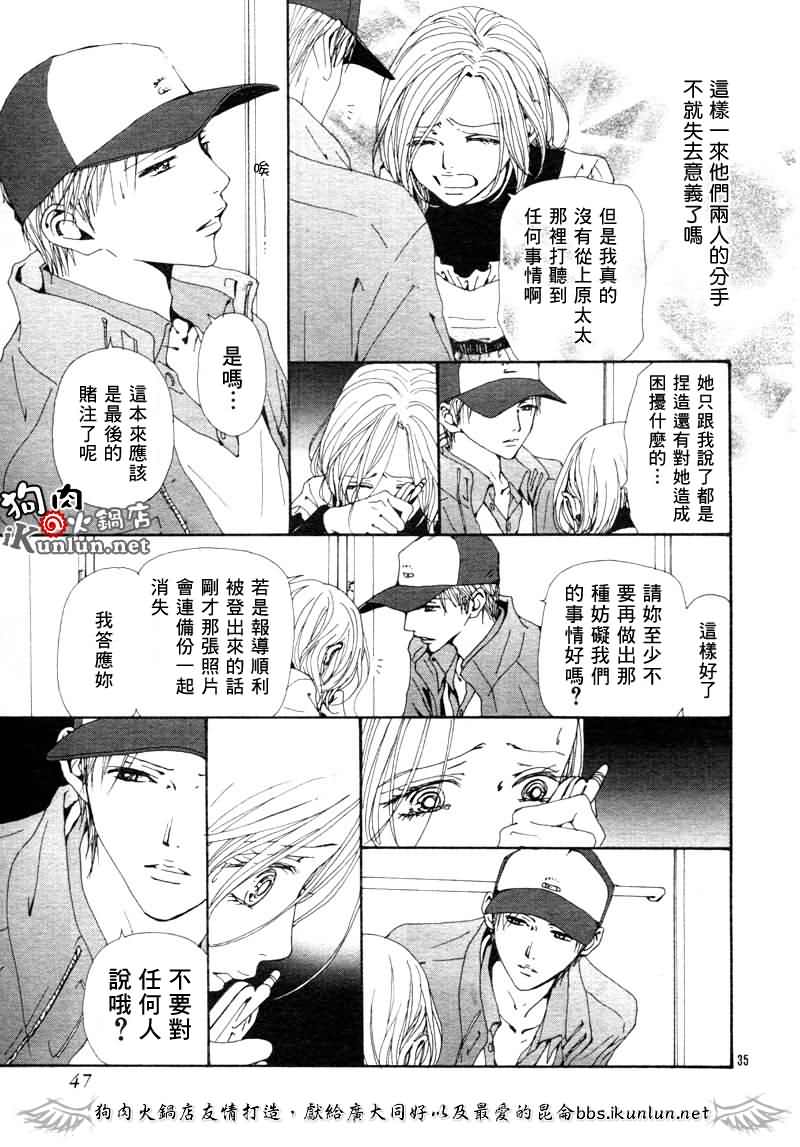 這樣一來他們兩人的分手
不就失去意義了嗎
但是我真的
沒有從上原太太
那裡打聽到
任何事情啊
唉
是嗎…
這本來應該
是最後的
賭注了呢
她只跟我說了都是
捏造還有對她造成
困擾什麼的…
這樣好了
請妳至少不
要再做出那
種妨礙我們
的事情好嗎？
若是報導順利
被登出來的話
剛才那張照片
會連備份一起
消失
我答應妳
不要對
任何人
說哦？
狗肉火鍋店
iKunlun.net
35
47
狗肉火鍋店友情打造，獻給廣大同好以及最愛的昆侖bbs.ikunlun.net